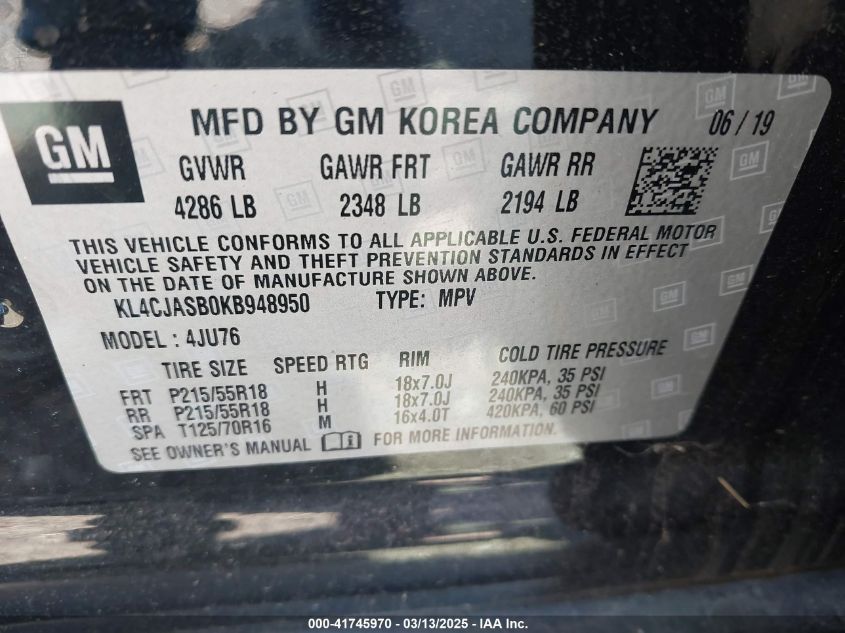 GM
MFD BY GM KOREA COMPANY 06/19
GVWR GAWR FRT GAWR RR
4286 LB 2348 LB 2194 LB
THIS VEHICLE CONFORMS TO ALL APPLICABLE U.S. FEDERAL MOTOR
VEHICLE SAFETY AND THEFT PREVENTION STANDARDS IN EFFECT
ON THE DATE OF MANUFACTURE SHOWN ABOVE.
KL4CJASB0KB948950 TYPE: MPV
MODEL: 4JU76
TIRE SIZE SPEED RTG RIM COLD TIRE PRESSURE
FRT P215/55R18 H 18x7.0J 240KPA, 35 PSI
RR P215/55R18 H 18x7.0J 240KPA, 35 PSI
SPA T125/70R16 M 16x4.0T 420KPA, 60 PSI
SEE OWNER'S MANUAL FOR MORE INFORMATION.
000-41745970 - 03/13/2025 - IAA Inc.